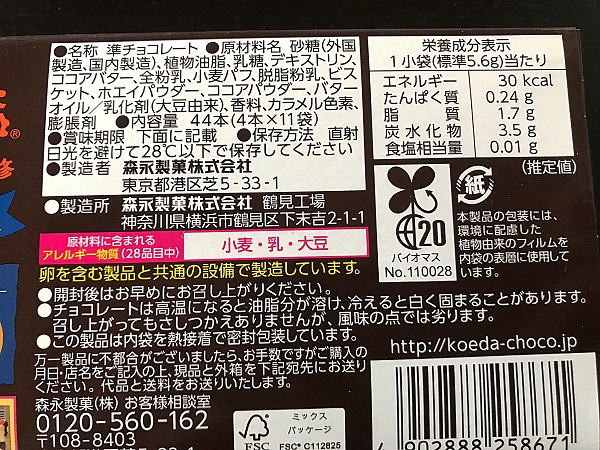 ●名称 準チョコレート ●原材料名 砂糖(外国
製造、国内製造)、植物油脂、乳糖、デキストリン、
ココアバター、全粉乳、小麦パフ、脱脂粉乳、ビス
ケット、ホエイパウダー、ココアパウダー、バター
オイル/乳化剤(大豆由来)、香料、カラメル色素、
膨脹剤 ●内容量 44本(4本×11袋)
●賞味期限 下面に記載 ●保存方法 直射
日光を避けて28℃以下で保存してください
●製造者 森永製菓株式会社
東京都港区芝5-33-1
●製造所 森永製菓株式会社 鶴見工場
神奈川県横浜市鶴見区下末吉2-1-1
原材料に含まれる
アレルギー物質(28品目中)
小麦・乳・大豆
卵を含む製品と共通の設備で製造しています。
栄養成分表示
1小袋(標準5.6g)当たり
エネルギー 30 kcal
たんぱく質 0.24 g
脂質 1.7 g
炭水化物 3.5 g
食塩相当量 0.01 g
(推定値)
20
バイオマス
No.110028
紙
本製品の包装には、
環境に配慮した
植物由来のフィルムを
内袋の表層に使用して
います。
●開封後はお早めにお召し上がりください。
●チョコレートは高温になると油脂分が溶け、冷えると白く固まることがあります。
召し上がってもさしつかえありませんが、風味の点では劣ります。
●この製品は内袋を熱接着で密封包装しています。
万一製品に不都合がございましたら、お手数ですがご購入の
月日・店名をご記入の上、現品と外箱を下記宛先にお送り
ください。代品と送料をお送りいたします。
森永製菓(株) お客様相談室
0120-560-162
〒108-8403
http://koeda-choco.jp
FSC
ミックス
パッケージ
FSC® C112825
4 902888 258671
修
®